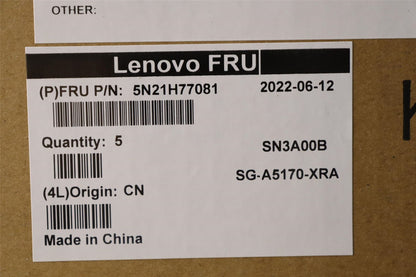 OTHER:
Lenovo FRU
(P)FRU P/N: 5N21H77081 2022-06-12
Quantity: 5
SN3A00B
SG-A5170-XRA
(4L)Origin: CN
Made in China